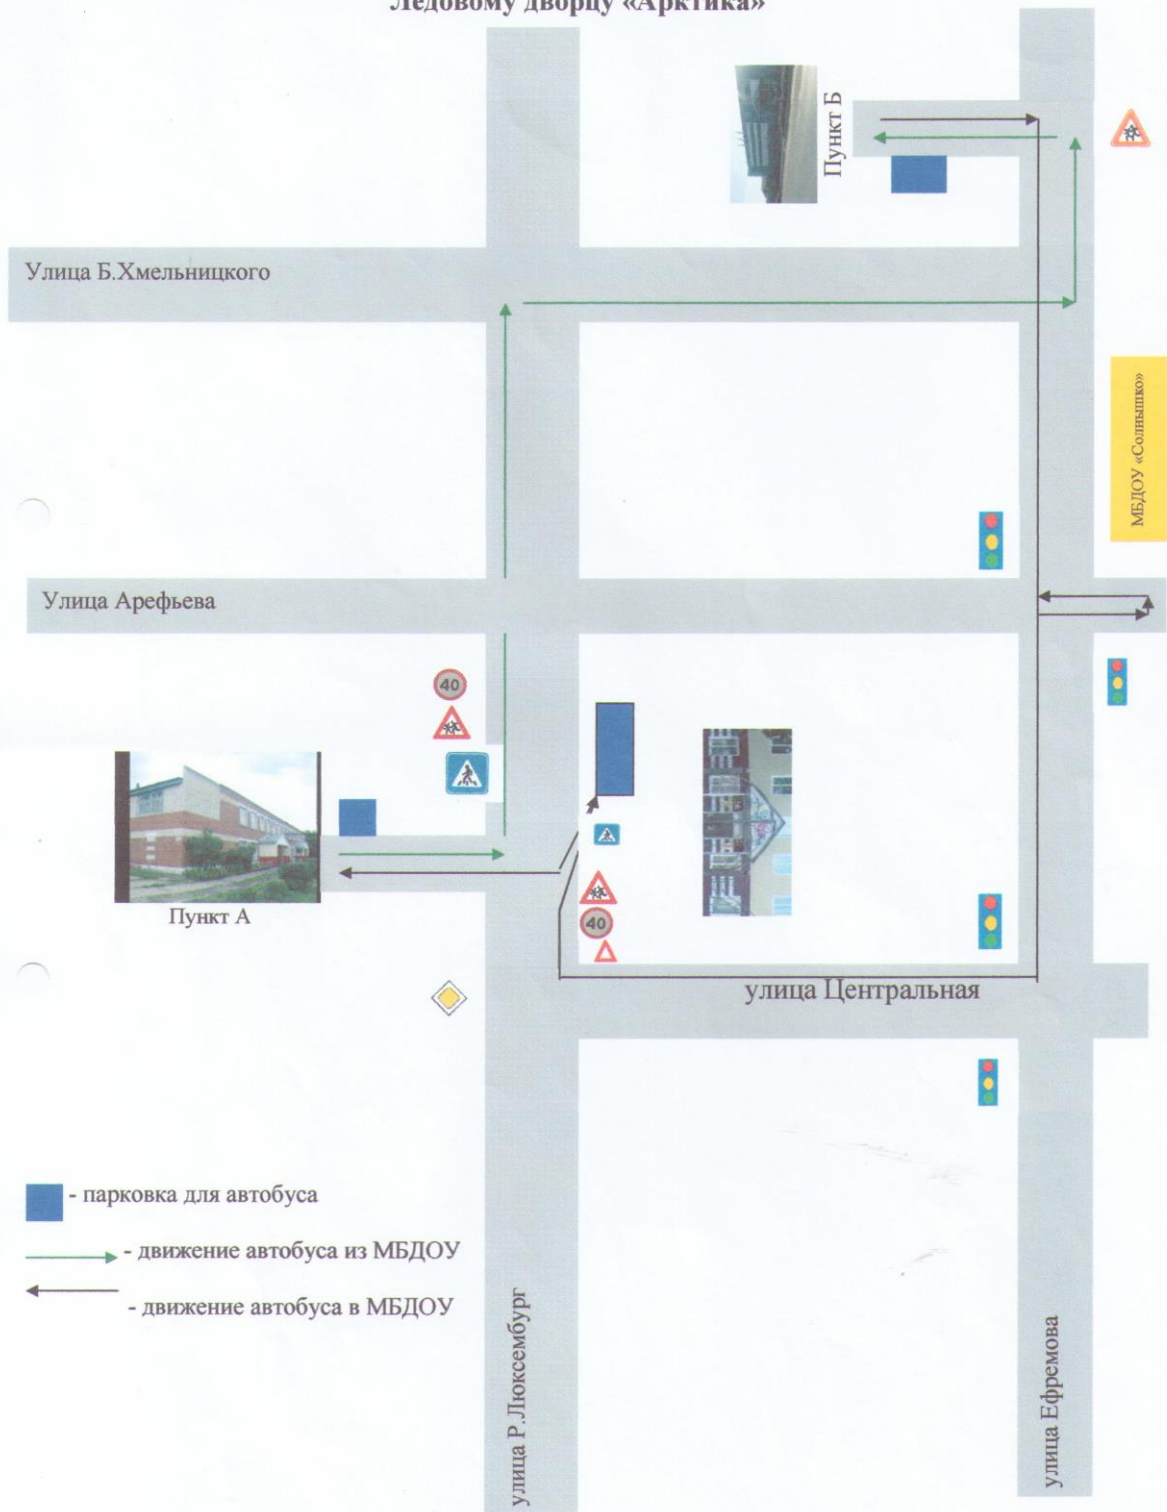 Ледовому дворцу «Арктика»
Пункт Б
Улица Б.Хмельницкого
МБДОУ «Солнышко»
Улица Арефьева
40
Пункт А
40
улица Центральная
- парковка для автобуса
- движение автобуса из МБДОУ
- движение автобуса в МБДОУ
улица Р.Люксембург
улица Ефремова